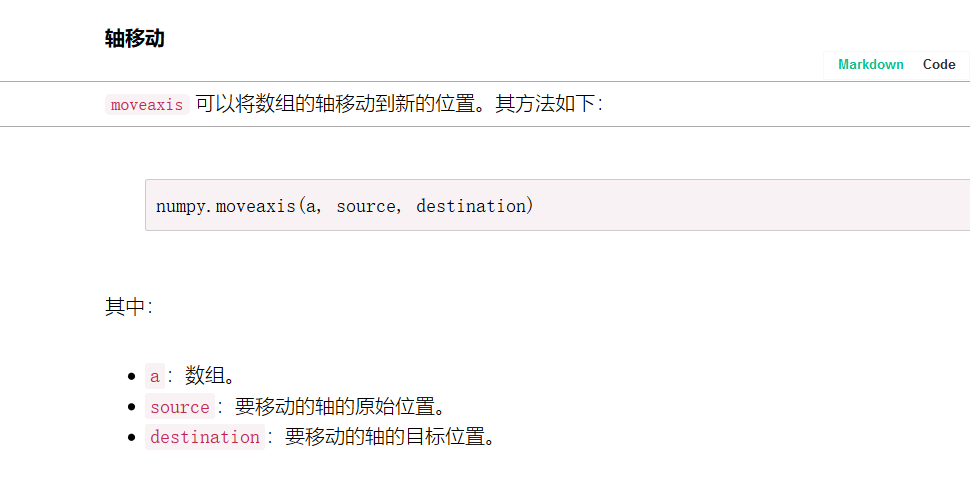 轴移动
Markdown Code
moveaxis 可以将数组的轴移动到新的位置。其方法如下：
numpy.moveaxis(a, source, destination)
其中：
a：数组。
source：要移动的轴的原始位置。
destination：要移动的轴的目标位置。